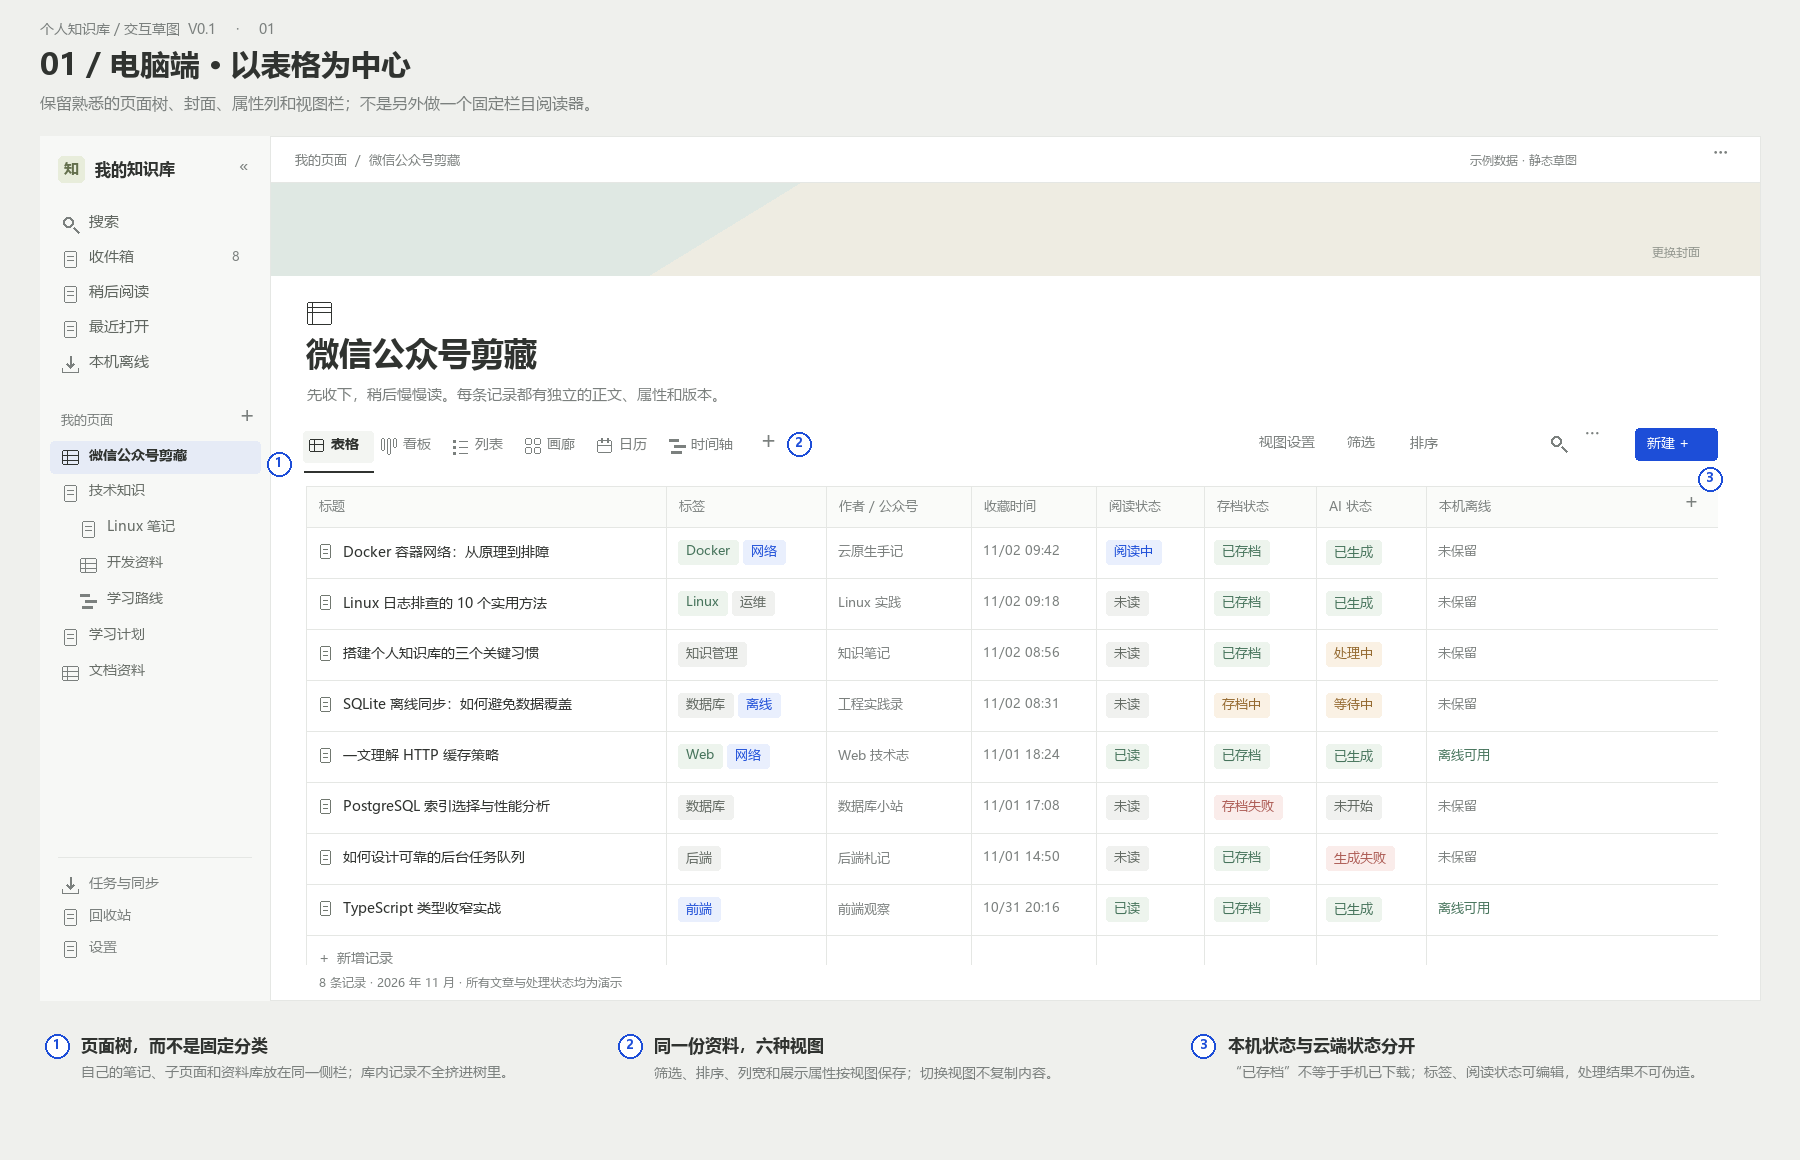 个人知识库 / 交互草图 V0.1 · 01
01 / 电脑端 • 以表格为中心
保留熟悉的页面树、封面、属性列和视图栏；不是另外做一个固定栏目阅读器。
知 我的知识库 «
搜索
收件箱 8
稍后阅读
最近打开
本机离线
我的页面 +
微信公众号剪藏
技术知识
Linux 笔记
开发资料
学习路线
学习计划
文档资料
任务与同步
回收站
设置
我的页面 / 微信公众号剪藏
示例数据 · 静态草图 ···
更换封面
微信公众号剪藏
先收下，稍后慢慢读。每条记录都有独立的正文、属性和版本。
1 表格 看板 列表 画廊 日历 时间轴 + 2 视图设置 筛选 排序 ··· 新建 +
3
标题 标签 作者 / 公众号 收藏时间 阅读状态 存档状态 AI 状态 本机离线 +
Docker 容器网络：从原理到排障 Docker 网络 云原生手记 11/02 09:42 阅读中 已存档 已生成 未保留
Linux 日志排查的 10 个实用方法 Linux 运维 Linux 实践 11/02 09:18 未读 已存档 已生成 未保留
搭建个人知识库的三个关键习惯 知识管理 知识笔记 11/02 08:56 未读 已存档 处理中 未保留
SQLite 离线同步：如何避免数据覆盖 数据库 离线 工程实践录 11/02 08:31 未读 存档中 等待中 未保留
一文理解 HTTP 缓存策略 Web 网络 Web 技术志 11/01 18:24 已读 已存档 已生成 离线可用
PostgreSQL 索引选择与性能分析 数据库 数据库小站 11/01 17:08 未读 存档失败 未开始 未保留
如何设计可靠的后台任务队列 后端 后端札记 11/01 14:50 未读 已存档 生成失败 未保留
TypeScript 类型收窄实战 前端 前端观察 10/31 20:16 已读 已存档 已生成 离线可用
+ 新增记录
8 条记录 · 2026 年 11 月 · 所有文章与处理状态均为演示
1 页面树，而不是固定分类
自己的笔记、子页面和资料库放在同一侧栏；库内记录不全挤进树里。
2 同一份资料，六种视图
筛选、排序、列宽和展示属性按视图保存；切换视图不复制内容。
3 本机状态与云端状态分开
“已存档”不等于手机已下载；标签、阅读状态可编辑，处理结果不可伪造。